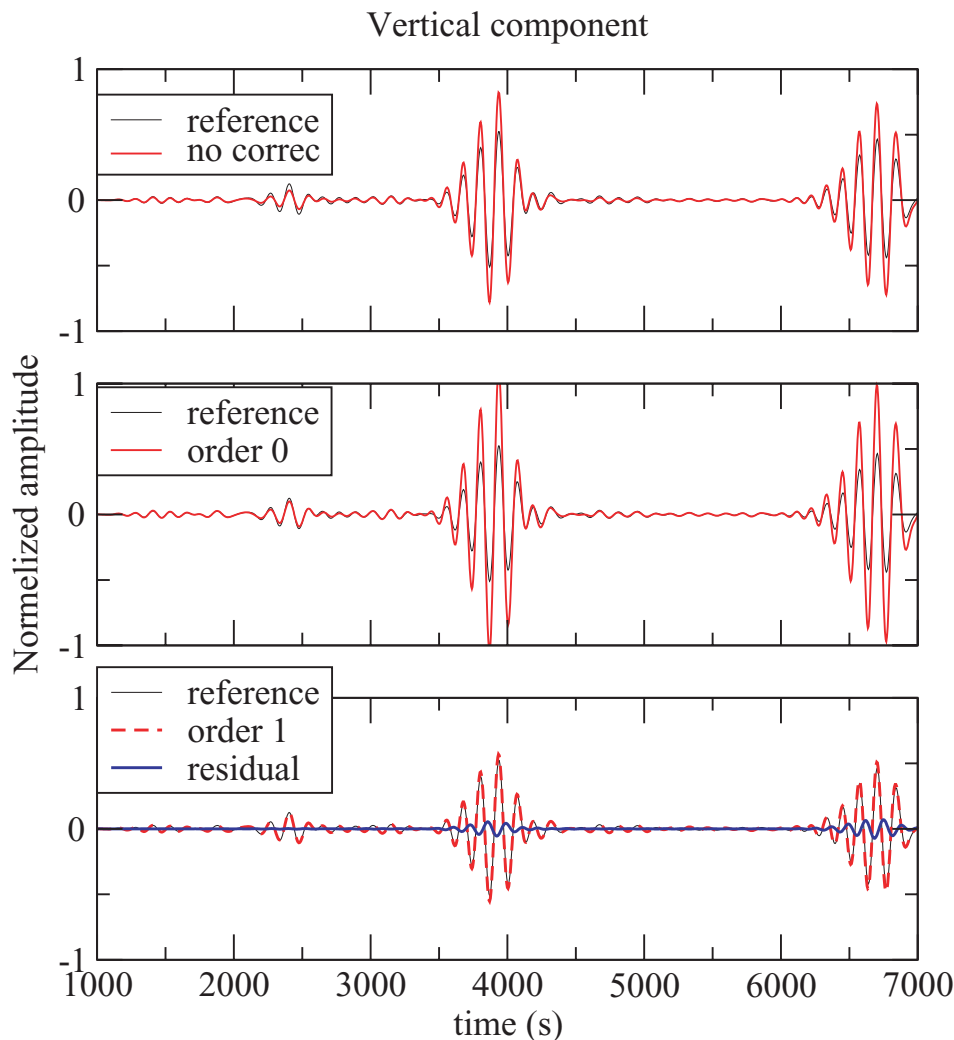 Vertical component
1
reference
no correc
0
-1
1
reference
order 0
0
-1
Normelized amplitude
1
reference
order 1
residual
0
-1
1000 2000 3000 4000 5000 6000 7000
time (s)